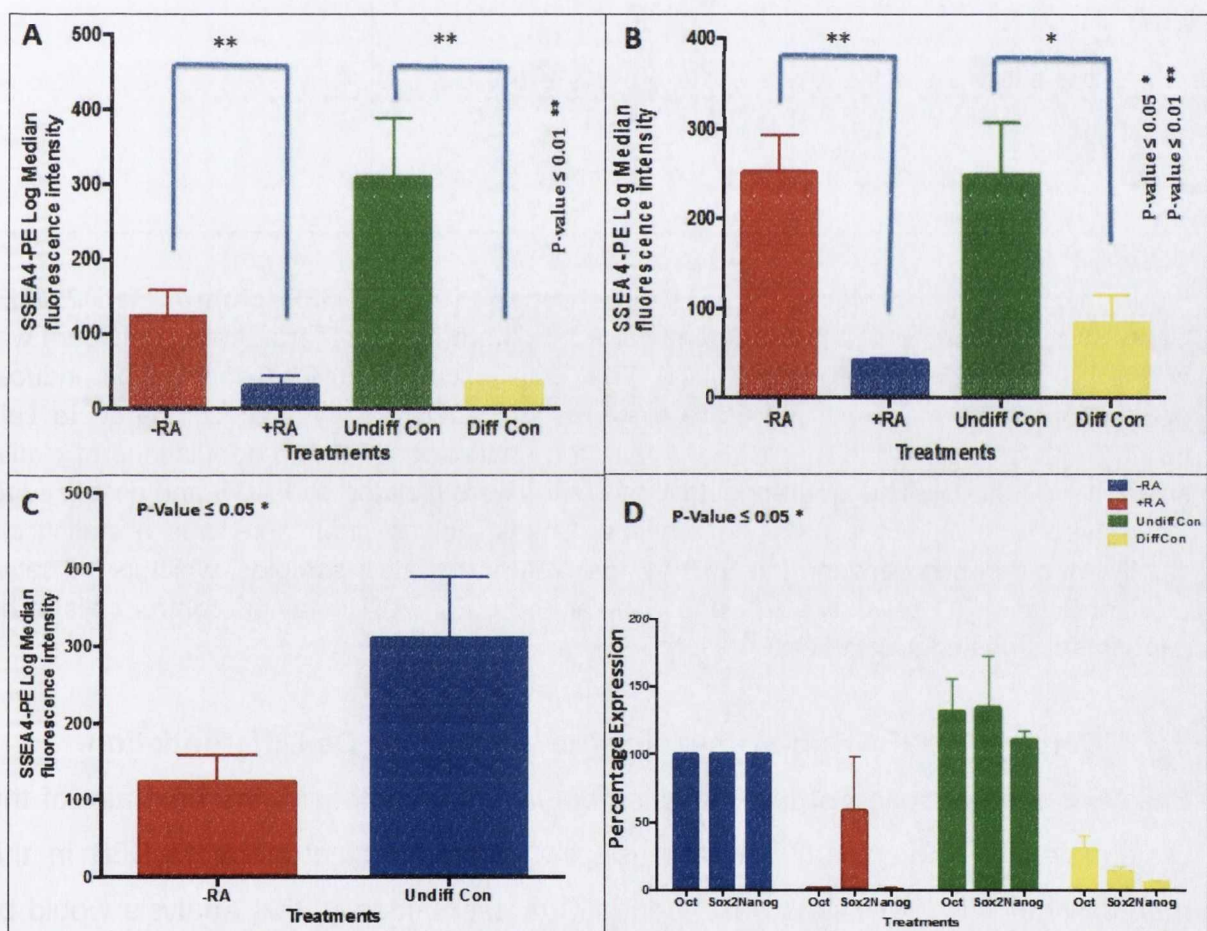 A
500
400
300
200
100
0
SSEA4-PE Log Median
fluorescence intensity
**
**
P-value ≤ 0.01 **
-RA
+RA
Undiff Con
Diff Con
Treatments
B
400
300
200
100
0
SSEA4-PE Log Median
fluorescence intensity
**
*
P-value ≤ 0.05 *
P-value ≤ 0.01 **
-RA
+RA
Undiff Con
Diff Con
Treatments
C
500
400
300
200
100
0
P-Value ≤ 0.05 *
SSEA4-PE Log Median
fluorescence intensity
-RA
Undiff Con
Treatments
D
P-Value ≤ 0.05 *
-RA
+RA
UndiffCon
DiffCon
200
150
100
50
0
Percentage Expression
Oct Sox2Nanog
Oct Sox2Nanog
Oct Sox2Nanog
Oct Sox2Nanog
Treatments